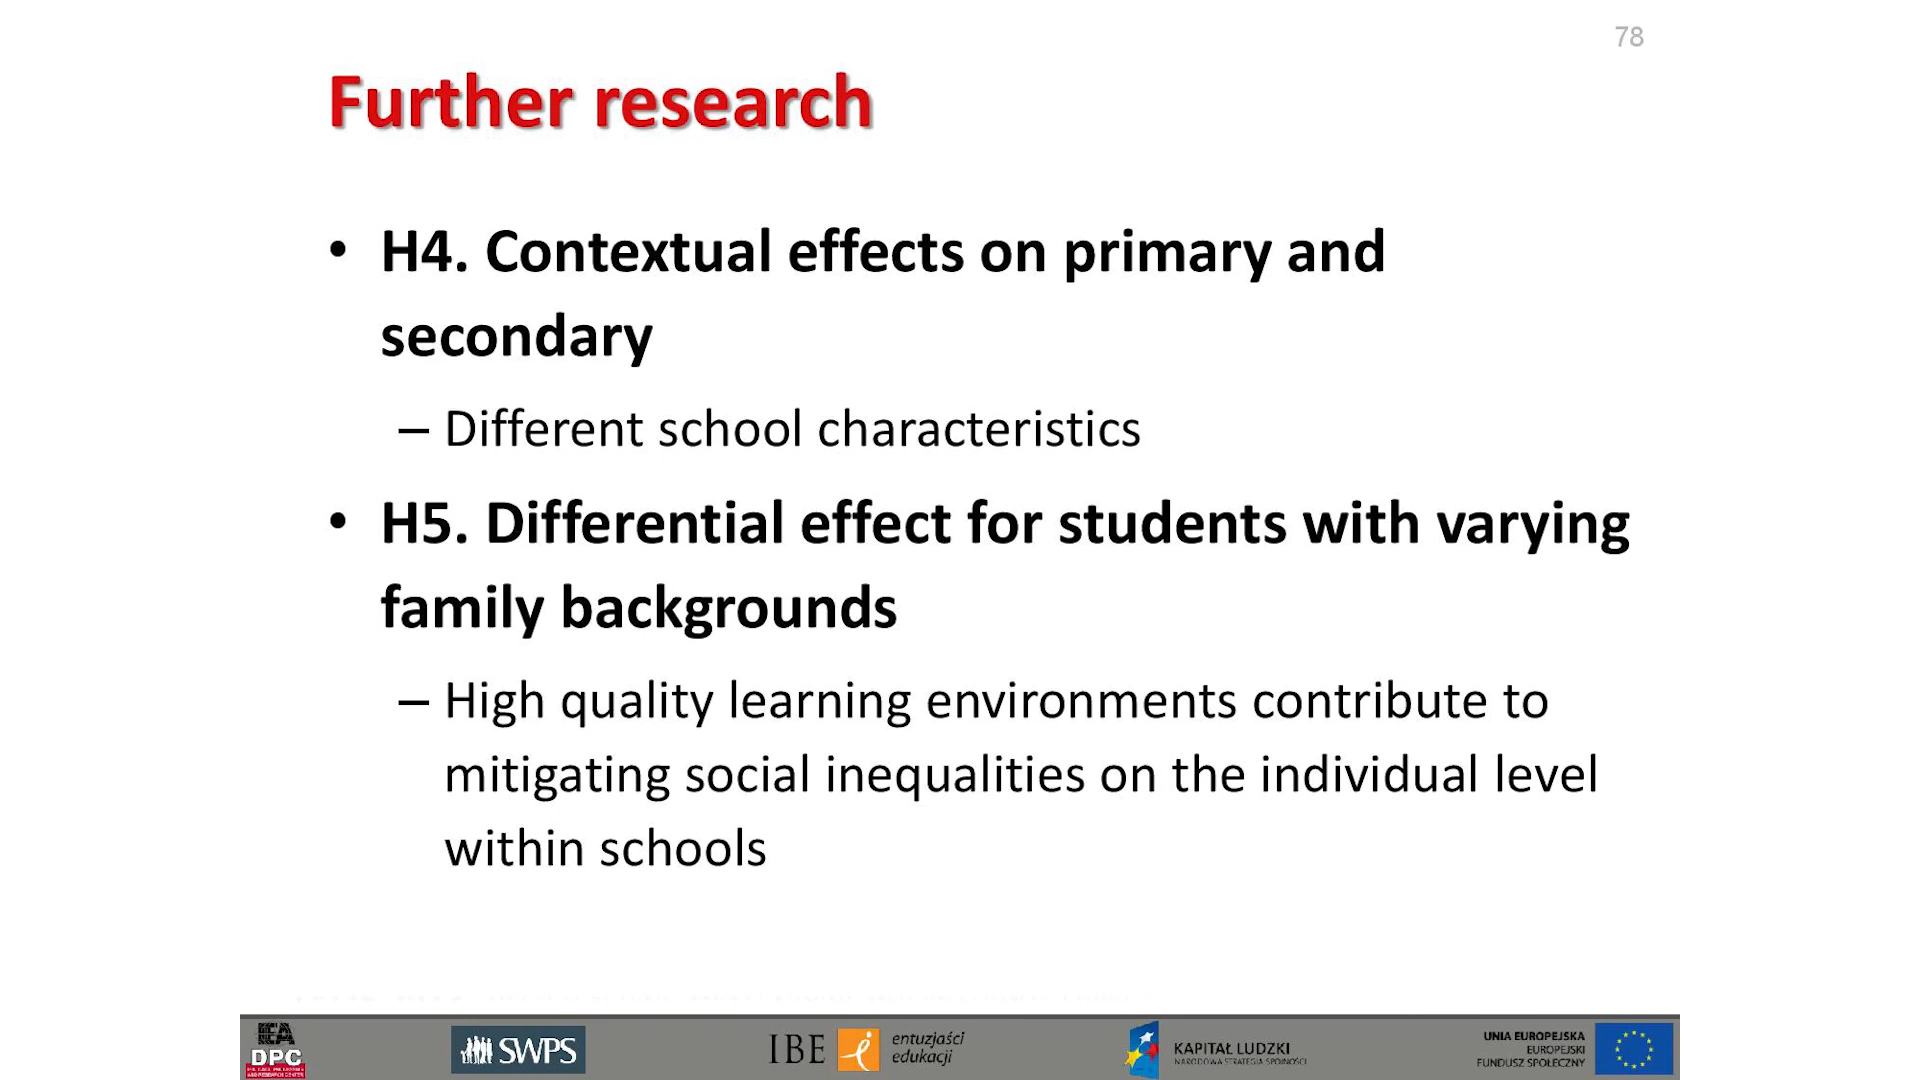 78
Further research
• H4. Contextual effects on primary and
secondary
– Different school characteristics
• H5. Differential effect for students with varying
family backgrounds
– High quality learning environments contribute to
mitigating social inequalities on the individual level
within schools
IEA
DPC
SWPS
IBE
entuzjaści
edukacji
KAPITAŁ LUDZKI
NARODOWA STRATEGIA SPÓJNOŚCI
UNIA EUROPEJSKA
EUROPEJSKI
FUNDUSZ SPOŁECZNY